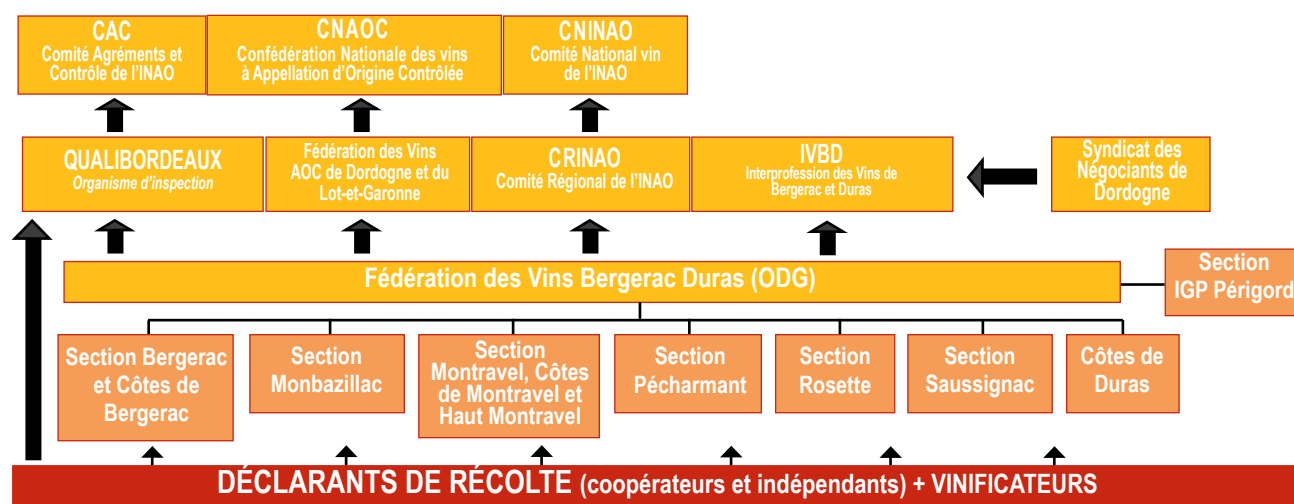 CAC
Comité Agréments et
Contrôle de l'INAO
CNAOC
Confédération Nationale des vins
à Appellation d'Origine Contrôlée
CNINAO
Comité National vin
de l'INAO
QUALIBORDEAUX
Organisme d'inspection
Fédération des Vins
AOC de Dordogne et du
Lot-et-Garonne
CRINAO
Comité Régional de l'INAO
IVBD
Interprofession des Vins de
Bergerac et Duras
Syndicat des
Négociants de
Dordogne
Fédération des Vins Bergerac Duras (ODG)
Section
IGP Périgord
Section Bergerac
et Côtes de
Bergerac
Section
Monbazillac
Section
Montravel, Côtes
de Montravel et
Haut Montravel
Section
Pécharmant
Section
Rosette
Section
Saussignac
Côtes de
Duras
DÉCLARANTS DE RÉCOLTE (coopérateurs et indépendants) + VINIFICATEURS